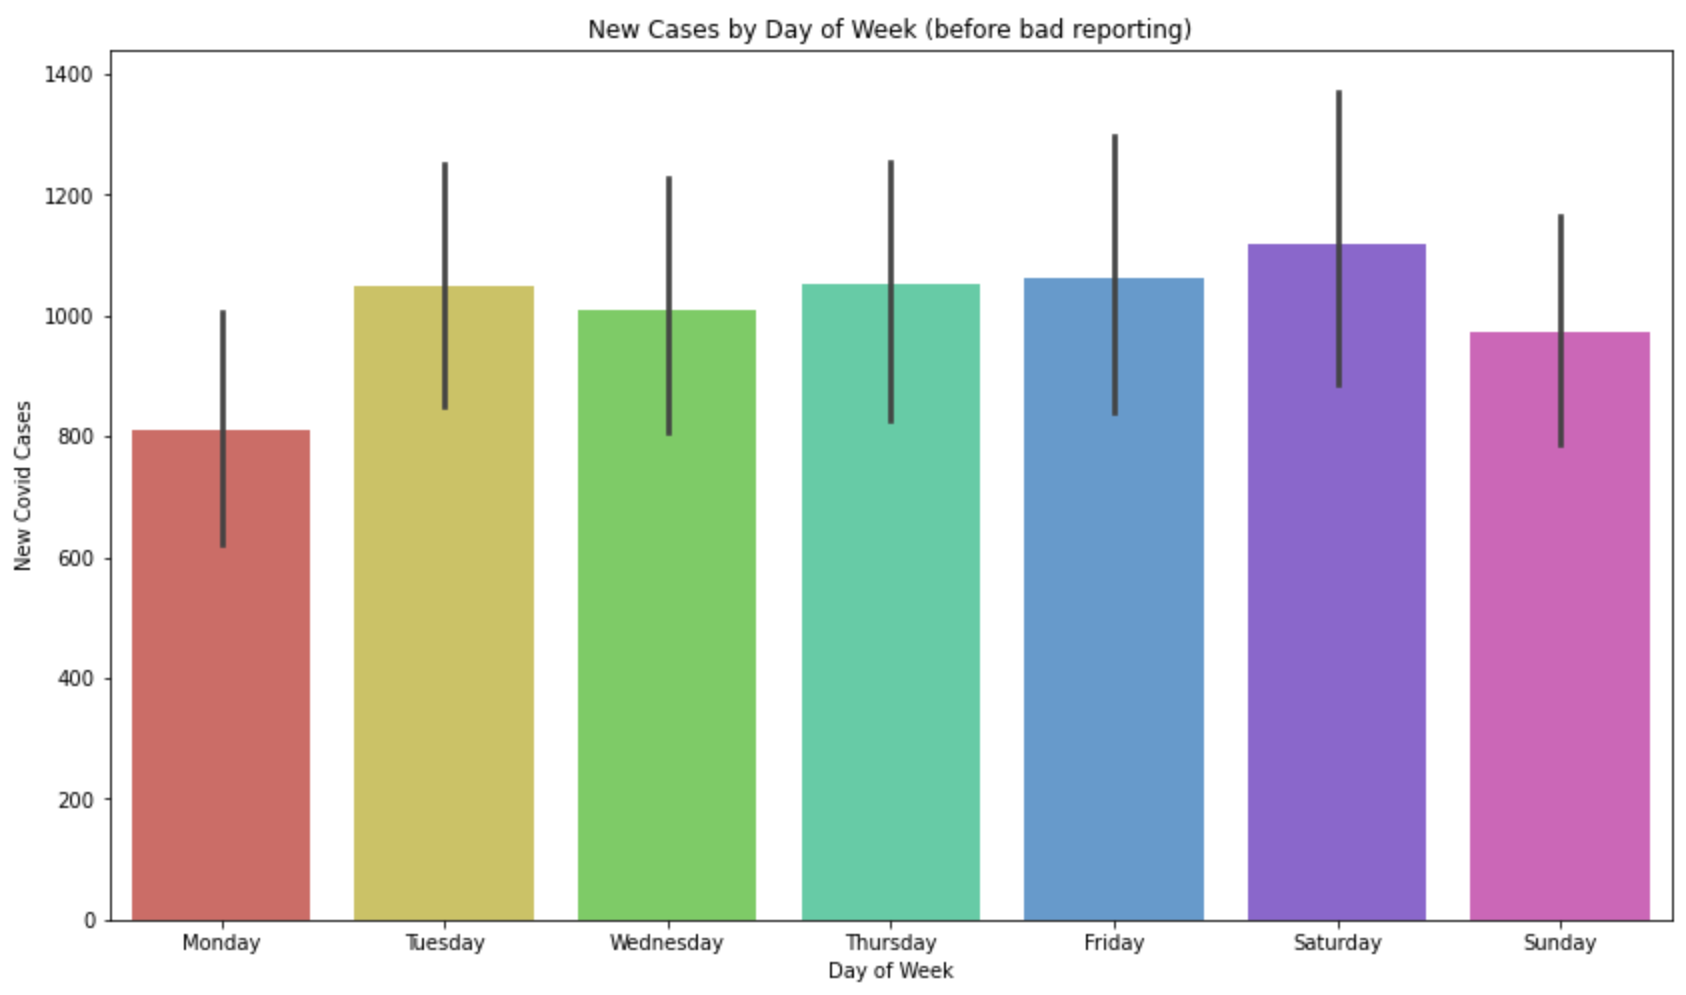 New Cases by Day of Week (before bad reporting)
1400
1200
1000
800
600
400
200
0
New Covid Cases
Monday Tuesday Wednesday Thursday Friday Saturday Sunday
Day of Week